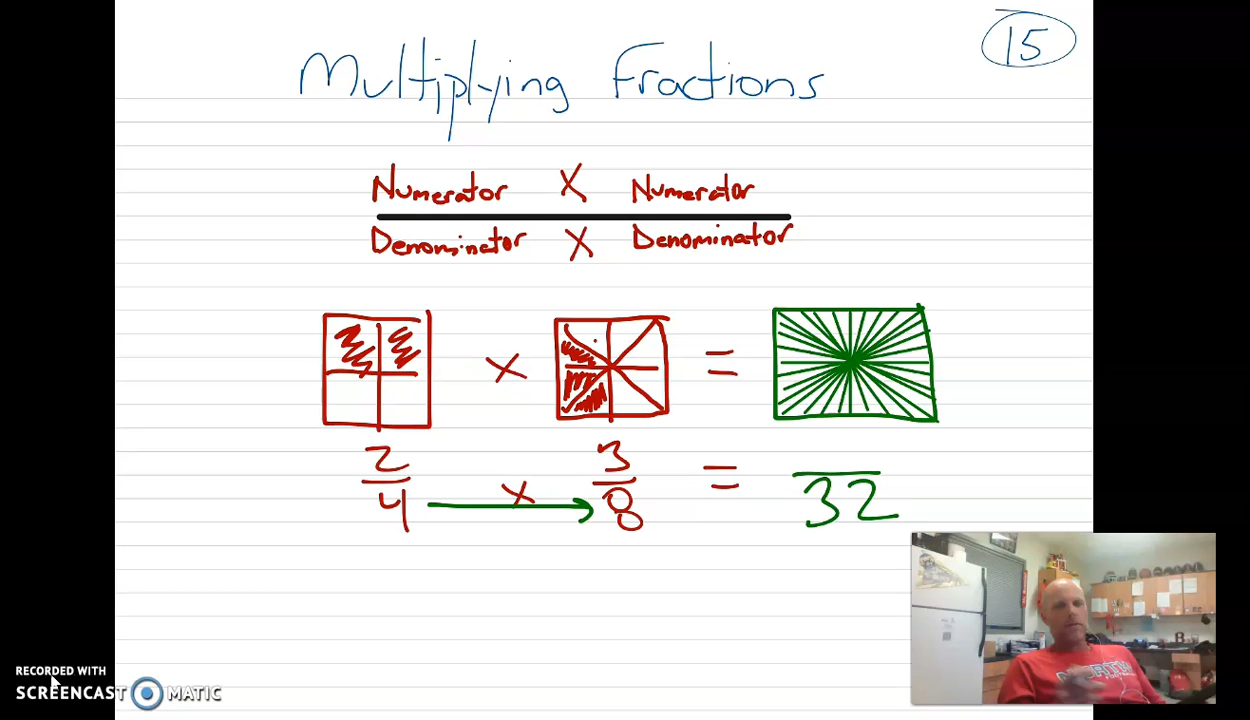 15
Multiplying Fractions
Numerator X Numerator
Denominator X Denominator
X =
2 3
4 X 8 = 32
RECORDED WITH
SCREENCAST MATIC